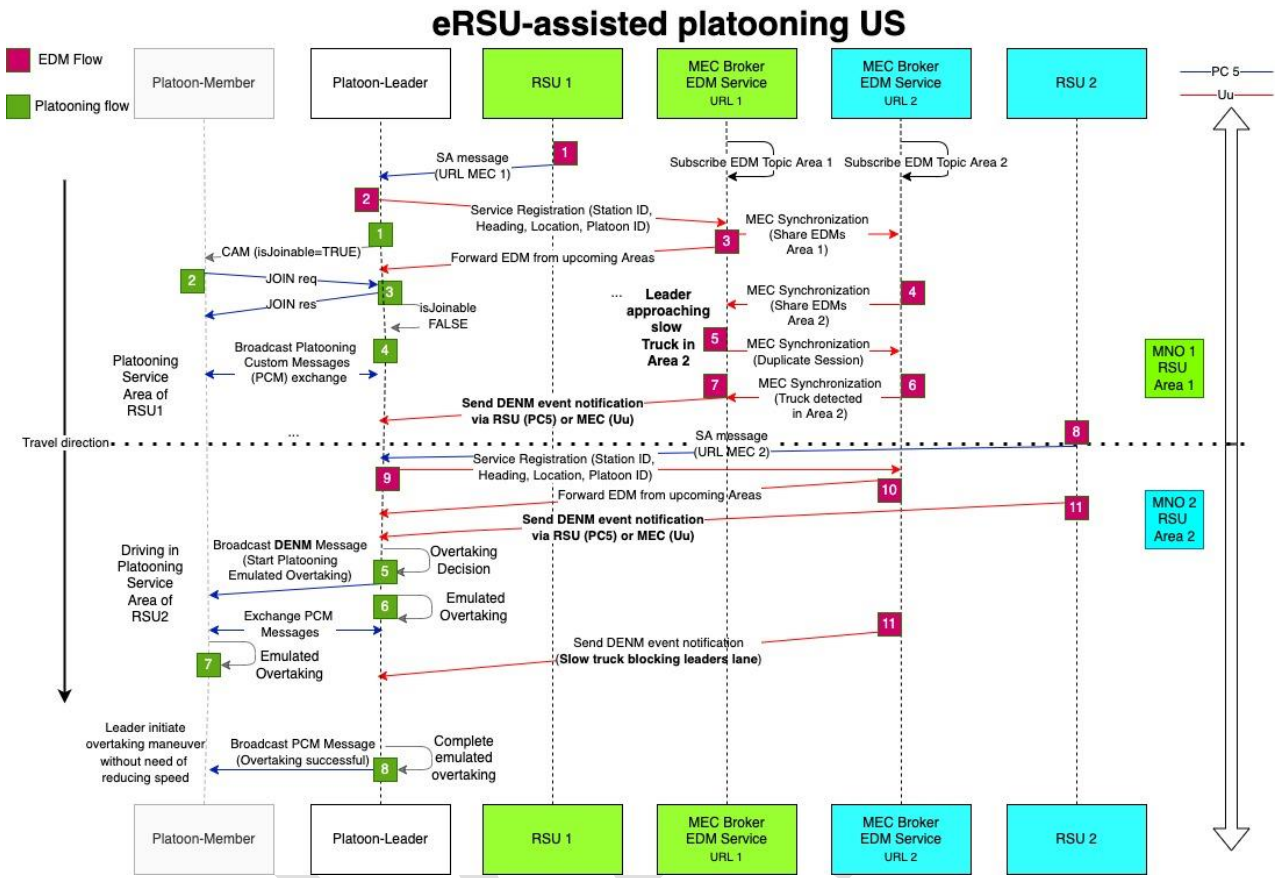 eRSU-assisted platooning US
EDM Flow
Platooning flow
Platoon-Member
Platoon-Leader
RSU 1
MEC Broker
EDM Service
URL 1
MEC Broker
EDM Service
URL 2
RSU 2
PC 5
Uu
1
SA message
(URL MEC 1)
Subscribe EDM Topic Area 1
Subscribe EDM Topic Area 2
2
Service Registration (Station ID,
Heading, Location, Platoon ID)
1
3
MEC Synchronization
(Share EDMs
Area 1)
CAM (isJoinable=TRUE)
Forward EDM from upcoming Areas
2
JOIN req
3
JOIN res
isJoinable
FALSE
...
Leader
approaching
slow
Truck in
Area 2
MEC Synchronization
(Share EDMs
Area 2)
4
5
MEC Synchronization
(Duplicate Session)
4
Broadcast Platooning
Custom Messages
(PCM) exchange
Platooning
Service
Area of
RSU1
MNO 1
RSU
Area 1
7
MEC Synchronization
(Truck detected
in Area 2)
6
Send DENM event notification
via RSU (PC5) or MEC (Uu)
...
Travel direction
SA message
(URL MEC 2)
8
Service Registration (Station ID,
Heading, Location, Platoon ID)
9
10
Forward EDM from upcoming Areas
11
Send DENM event notification
via RSU (PC5) or MEC (Uu)
MNO 2
RSU
Area 2
Driving in
Platooning
Service
Area of
RSU2
Broadcast DENM Message
(Start Platooning
Emulated Overtaking)
Overtaking
Decision
5
6
Emulated
Overtaking
Exchange PCM
Messages
11
Send DENM event notification
(Slow truck blocking leaders lane)
7
Emulated
Overtaking
Leader initiate
overtaking maneuver
without need of
reducing speed
Broadcast PCM Message
(Overtaking successful)
8
Complete
emulated
overtaking
Platoon-Member
Platoon-Leader
RSU 1
MEC Broker
EDM Service
URL 1
MEC Broker
EDM Service
URL 2
RSU 2